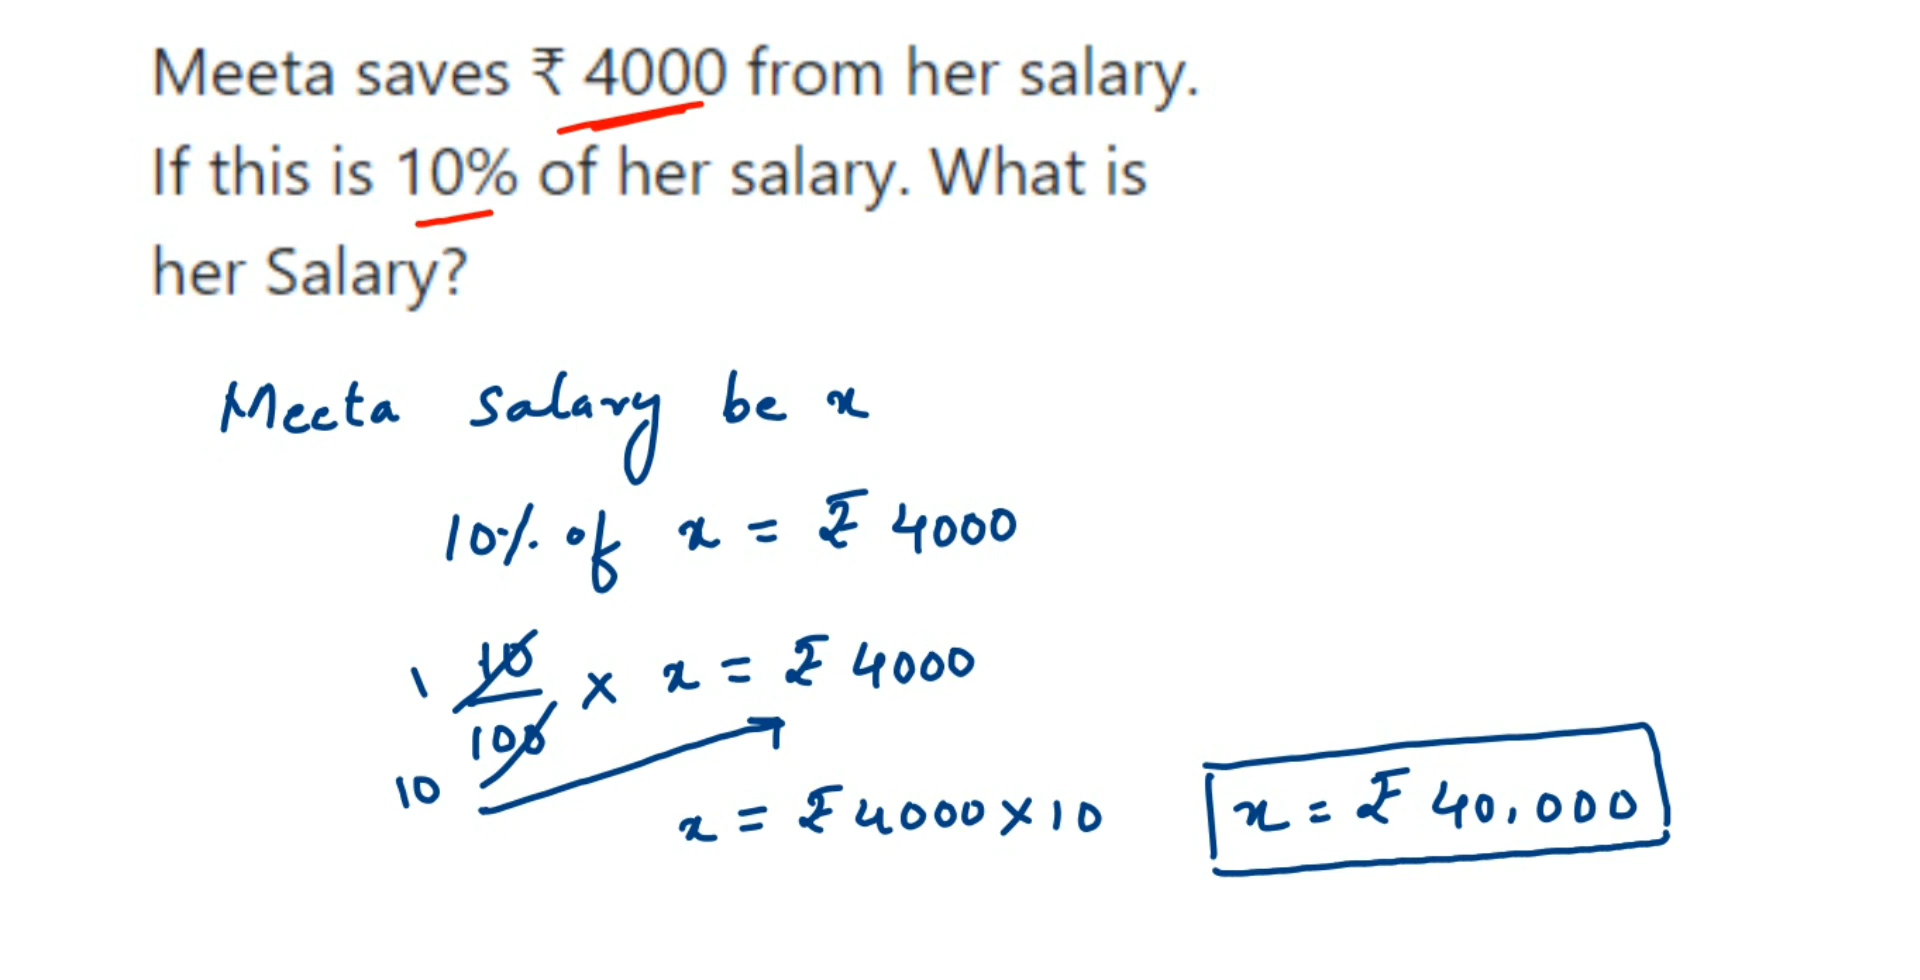 Meeta saves ₹ 4000 from her salary.
If this is 10% of her salary. What is
her Salary?
Meeta salary be x
10% of x = ₹ 4000
1 10/100 × x = ₹ 4000
10
x = ₹ 4000 × 10
x = ₹ 40,000